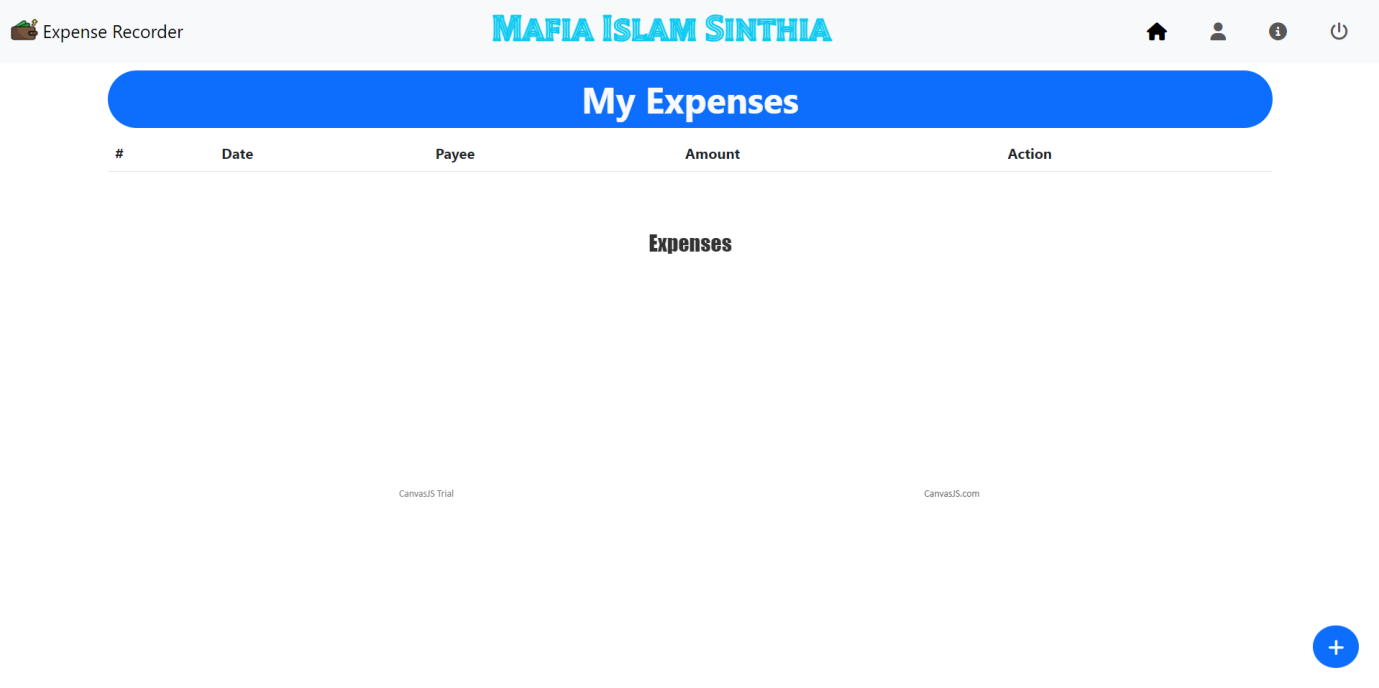 Expense Recorder
Mafia Islam Sinthia
My Expenses
# Date Payee Amount Action
Expenses
CanvasJS Trial CanvasJS.com